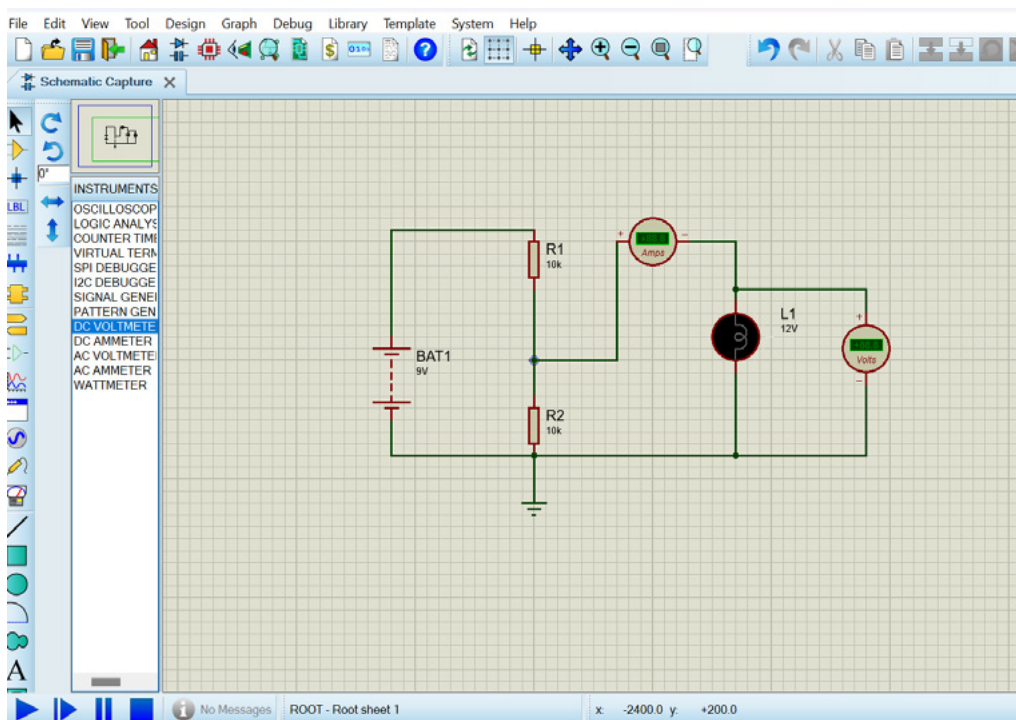 File Edit View Tool Design Graph Debug Library Template System Help
Schematic Capture
0°
LBL
INSTRUMENTS
OSCILLOSCOP
LOGIC ANALYS
COUNTER TIME
VIRTUAL TERM
SPI DEBUGGE
I2C DEBUGGE
SIGNAL GENEI
PATTERN GEN
DC VOLTMETE
DC AMMETER
AC VOLTMETEI
AC AMMETER
WATTMETER
A
R1
10k
BAT1
9V
R2
10k
+
−
Amps
L1
12V
+
Volts
−
No Messages
ROOT - Root sheet 1
x: -2400.0 y: +200.0